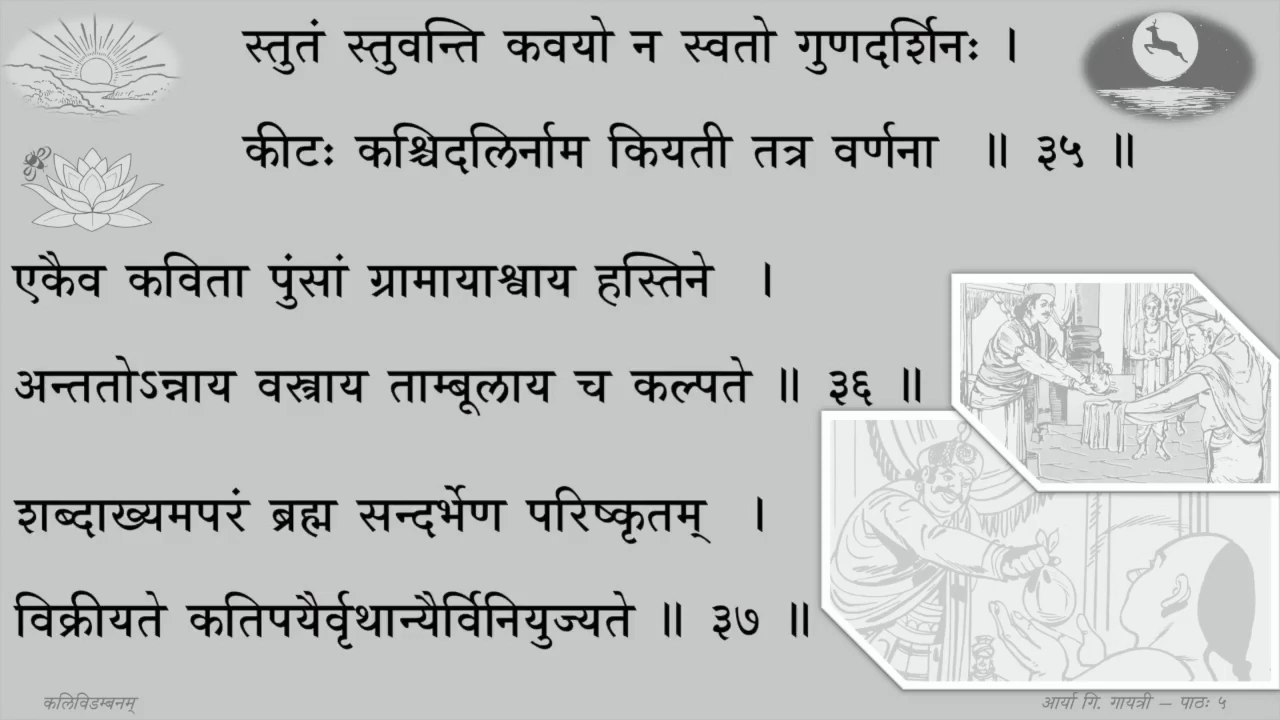 स्तुतं स्तुवन्ति कवयो न स्वतो गुणदर्शिनः ।
कीटः कश्चिदलिर्नाम कियती तत्र वर्णना ॥ ३५ ॥
एकैव कविता पुंसां ग्रामायाश्वाय हस्तिने ।
अन्ततोऽन्नाय वस्त्राय ताम्बूलाय च कल्पते ॥ ३६ ॥
शब्दाख्यमपरं ब्रह्म सन्दर्भेण परिष्कृतम् ।
विक्रीयते कतिपयैर्वृथान्यैर्विनियुज्यते ॥ ३७ ॥
कलिविडम्बनम्
आर्या गि. गायत्री – पाठः ५